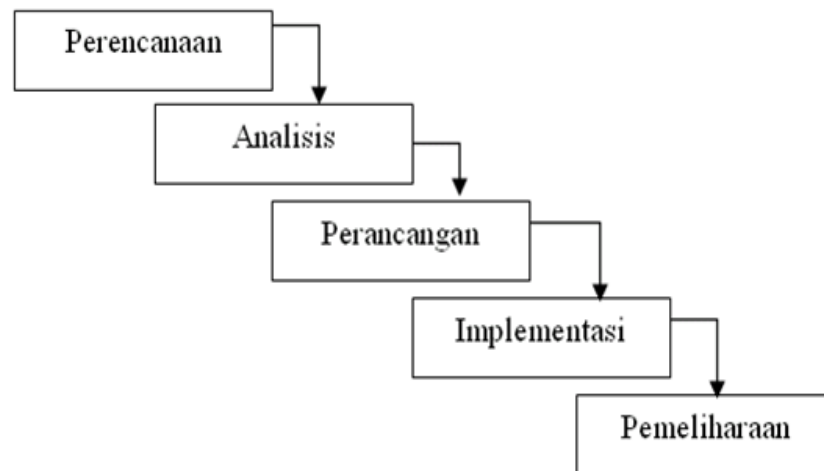 Perencanaan
Analisis
Perancangan
Implementasi
Pemeliharaan